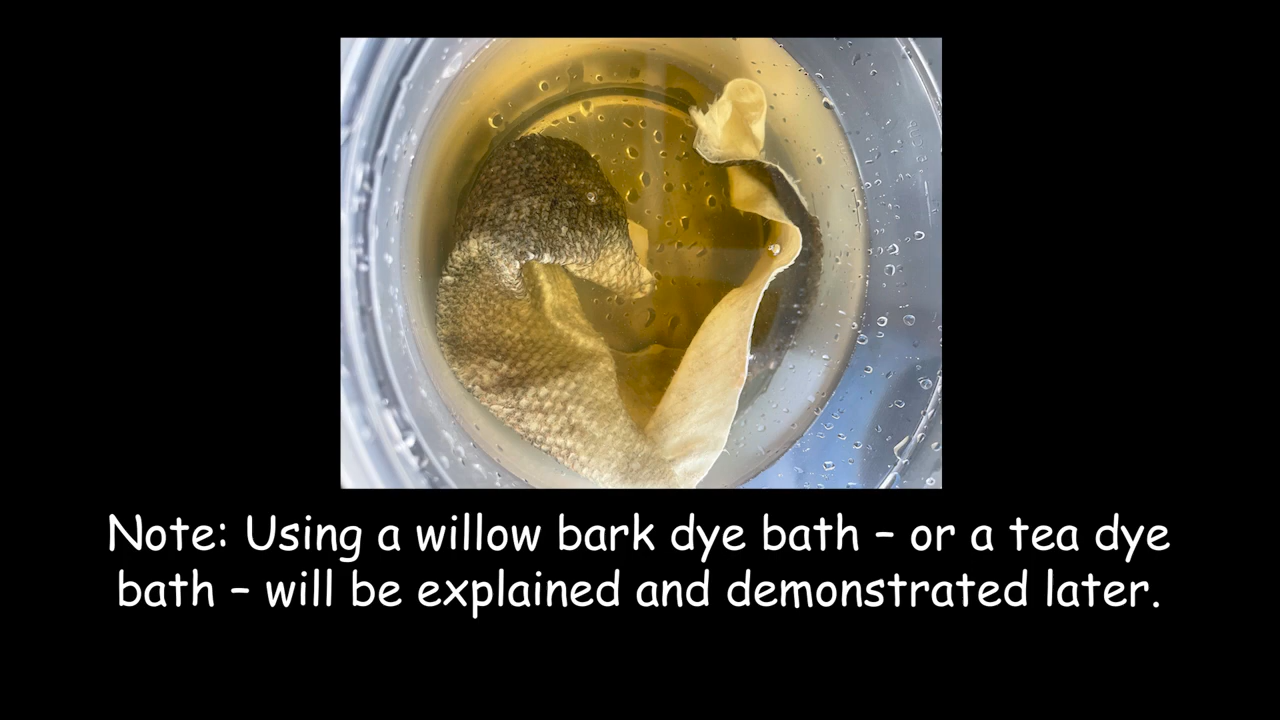 Note: Using a willow bark dye bath – or a tea dye
bath – will be explained and demonstrated later.